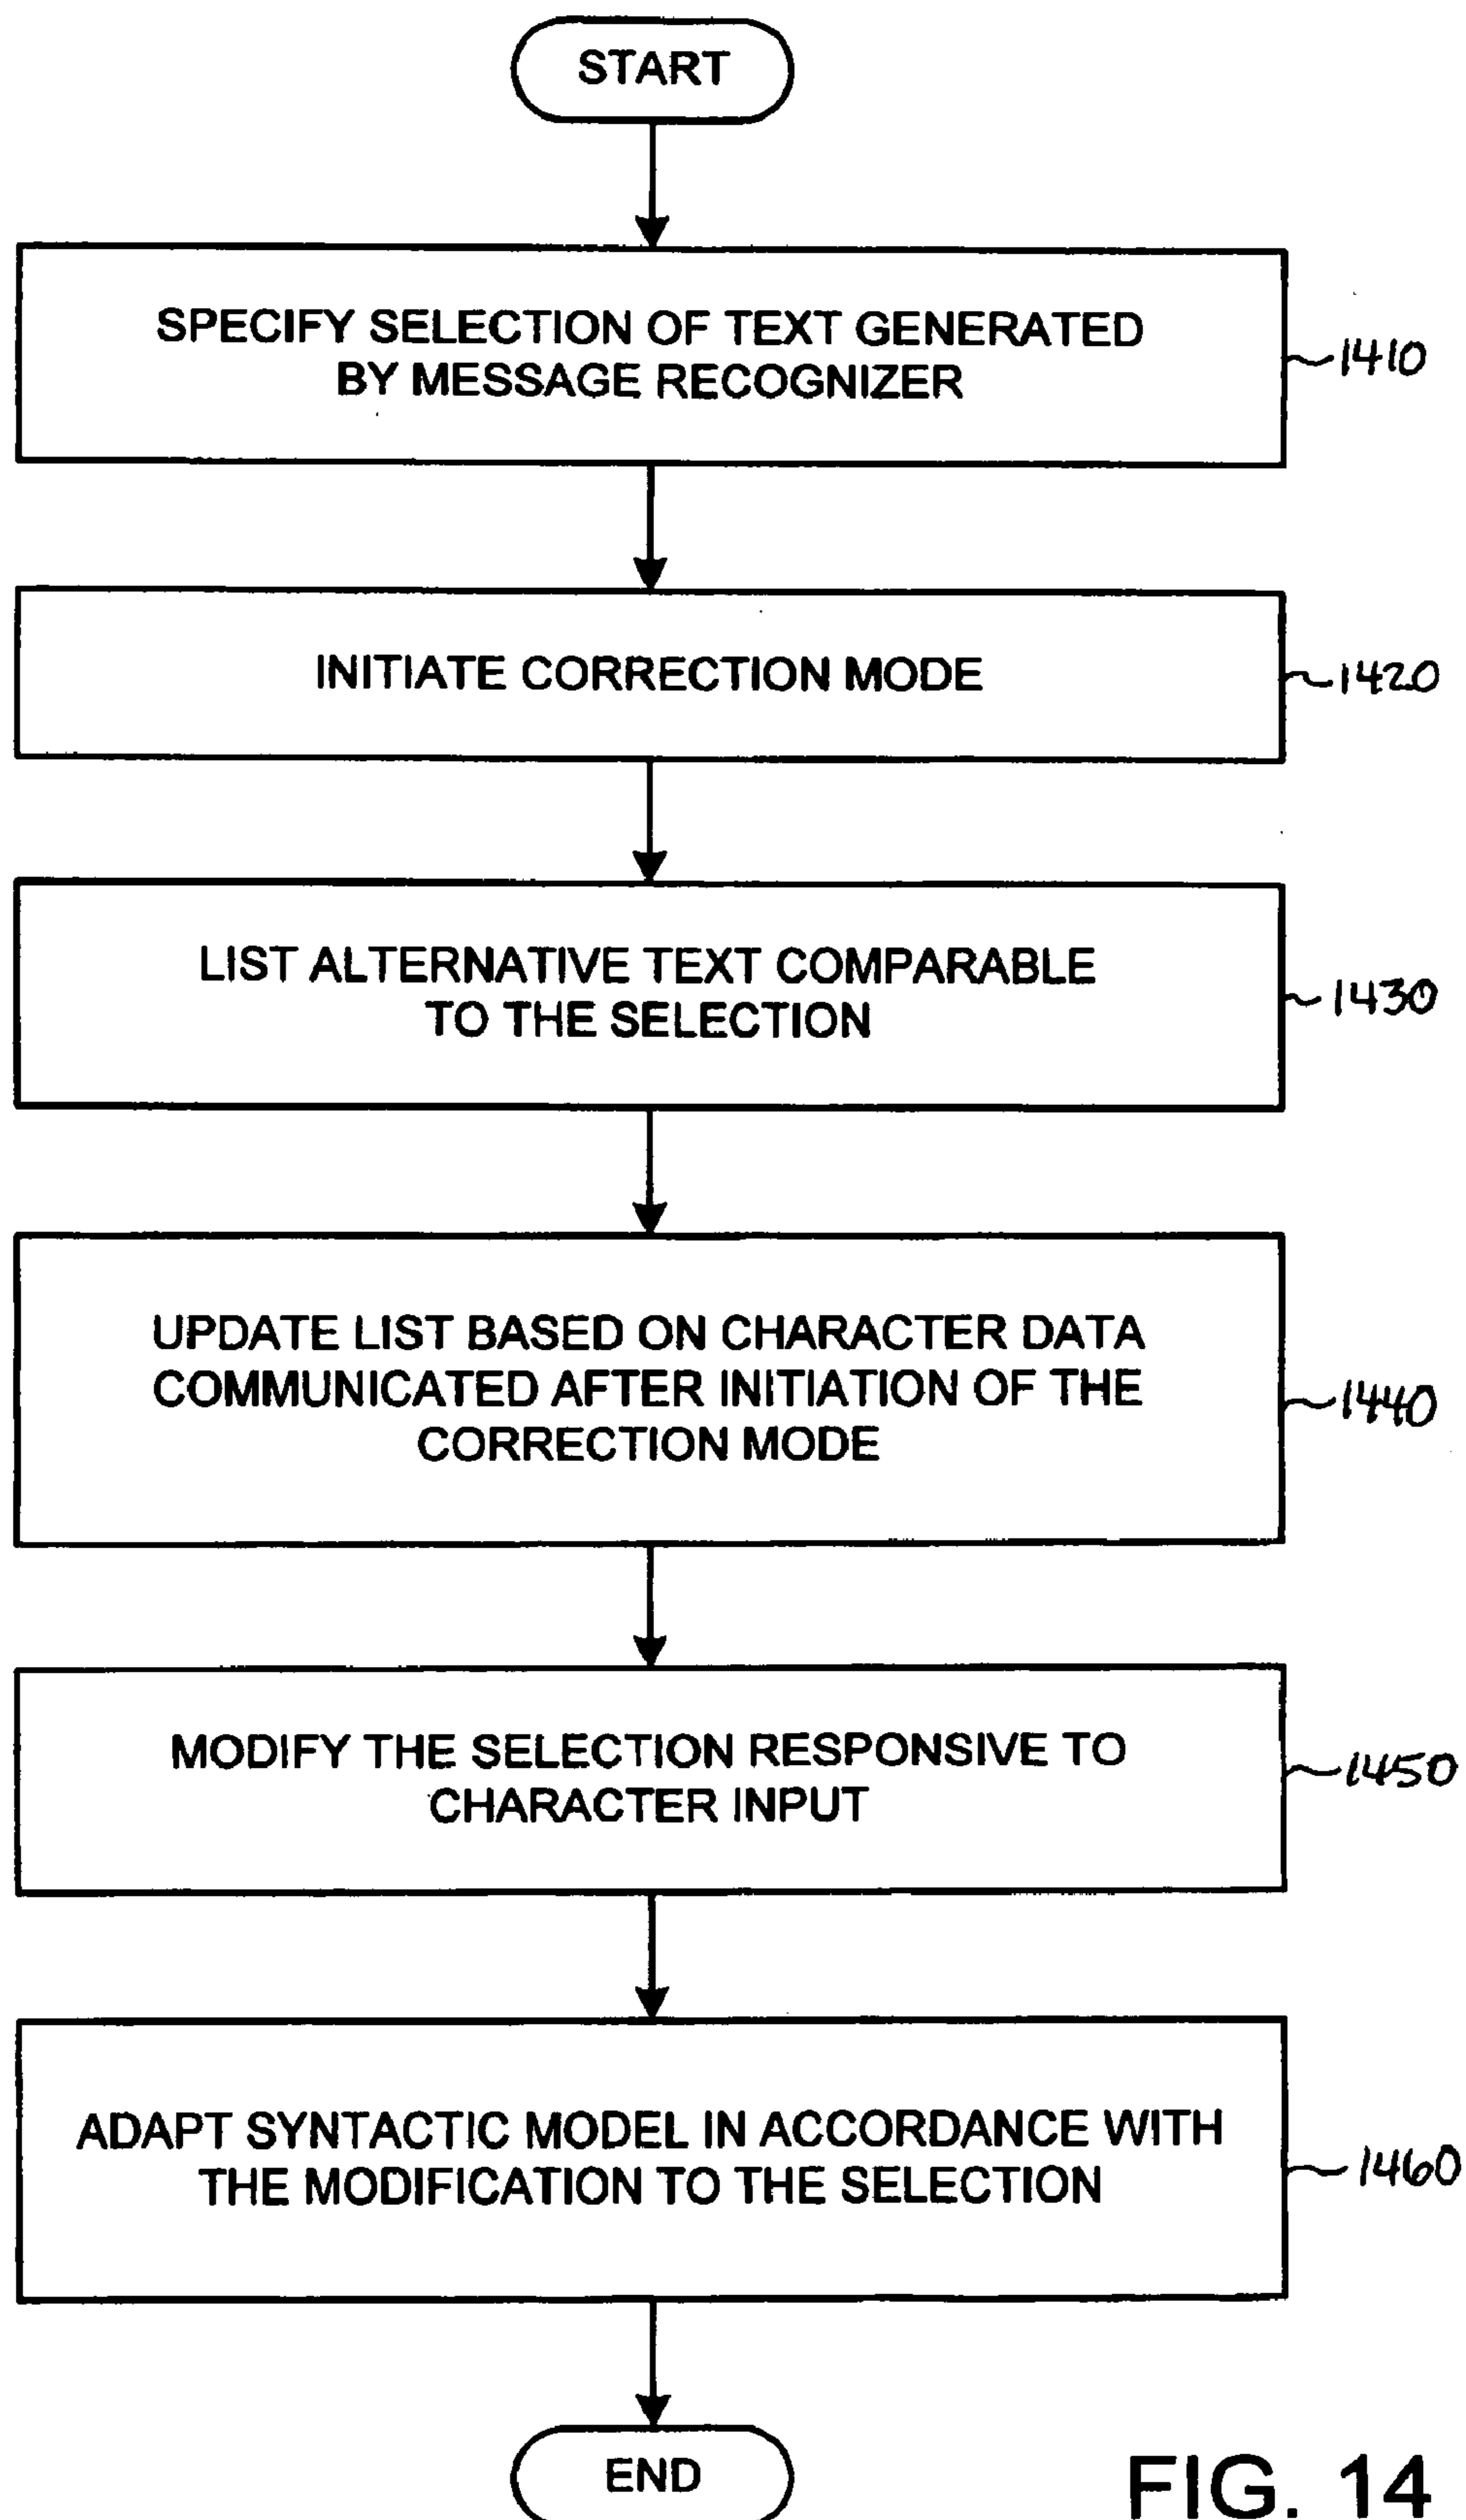 START
SPECIFY SELECTION OF TEXT GENERATED
BY MESSAGE RECOGNIZER
1410
INITIATE CORRECTION MODE
1420
LIST ALTERNATIVE TEXT COMPARABLE
TO THE SELECTION
1430
UPDATE LIST BASED ON CHARACTER DATA
COMMUNICATED AFTER INITIATION OF THE
CORRECTION MODE
1440
MODIFY THE SELECTION RESPONSIVE TO
CHARACTER INPUT
1450
ADAPT SYNTACTIC MODEL IN ACCORDANCE WITH
THE MODIFICATION TO THE SELECTION
1460
END
FIG. 14